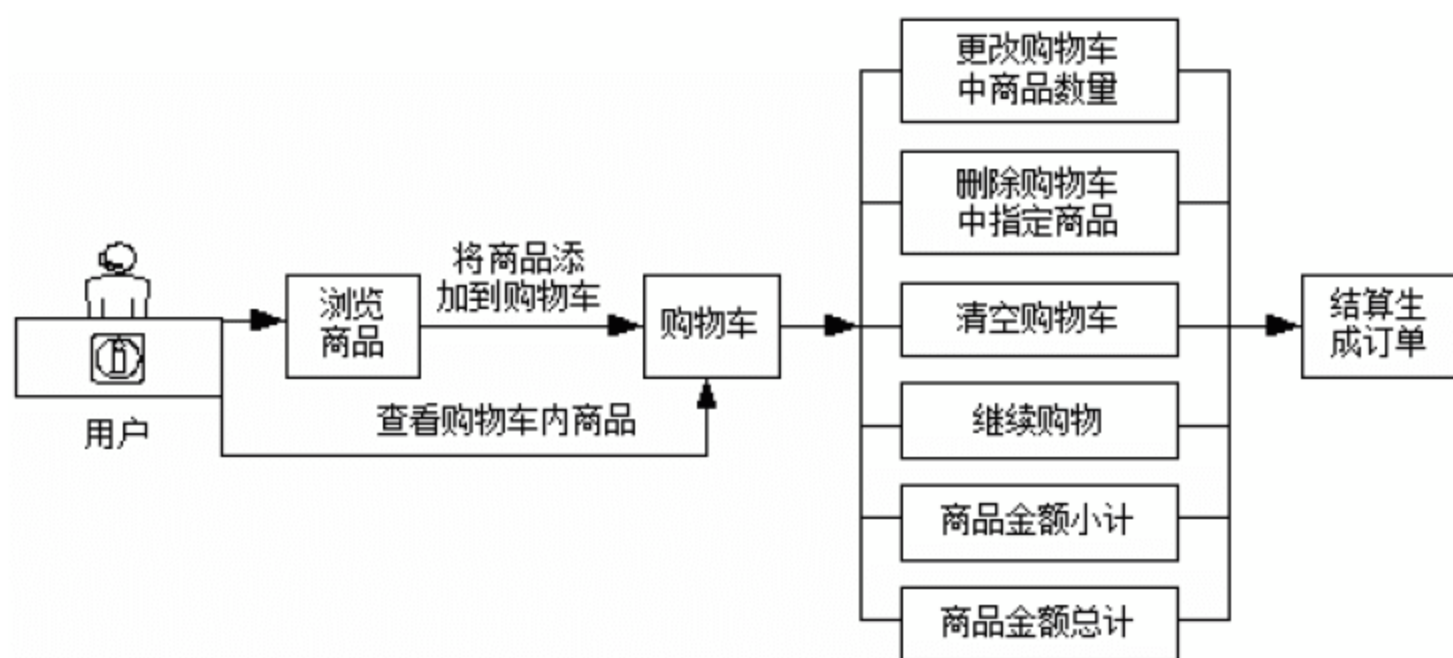 用户
浏览
商品
将商品添
加到购物车
查看购物车内商品
购物车
更改购物车
中商品数量
删除购物车
中指定商品
清空购物车
继续购物
商品金额小计
商品金额总计
结算生
成订单